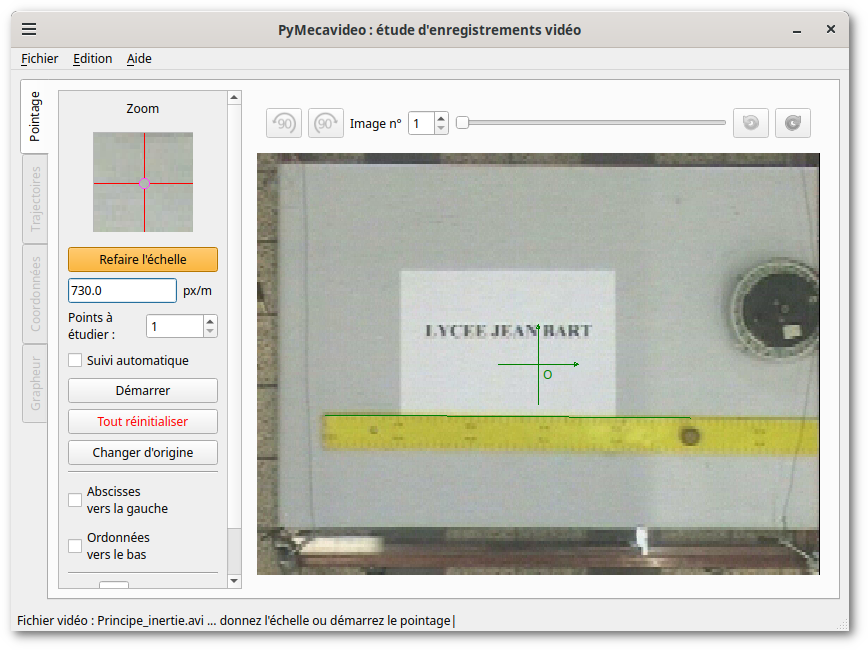 PyMecavideo : étude d'enregistrements vidéo
Fichier Edition Aide
Pointage
Trajectoires
Coordonnées
Grapheur
Zoom
Refaire l'échelle
730.0 px/m
Points à
étudier :
1
Suivi automatique
Démarrer
Tout réinitialiser
Changer d'origine
Abscisses
vers la gauche
Ordonnées
vers le bas
90 90 Image n° 1
LYCEE JEAN BART
O
Fichier vidéo : Principe_inertie.avi ... donnez l'échelle ou démarrez le pointage|